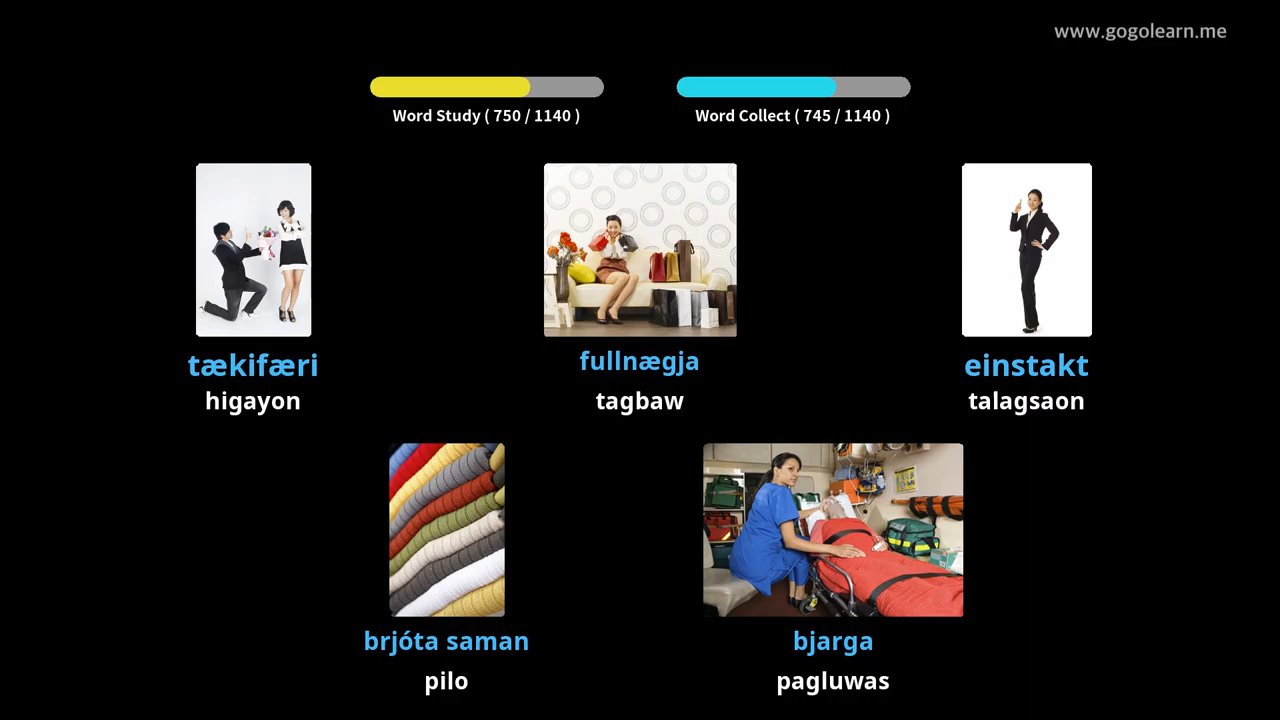 www.gogolearn.me
Word Study ( 750 / 1140 )
Word Collect ( 745 / 1140 )
tækifæri
higayon
fullnægja
tagbaw
einstakt
talagsaon
brjóta saman
pilo
bjarga
pagluwas